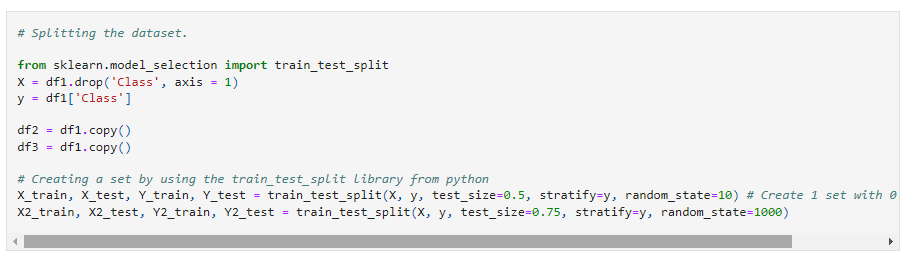 # Splitting the dataset.
from sklearn.model_selection import train_test_split
X = df1.drop('Class', axis = 1)
y = df1['Class']
df2 = df1.copy()
df3 = df1.copy()
# Creating a set by using the train_test_split library from python
X_train, X_test, Y_train, Y_test = train_test_split(X, y, test_size=0.5, stratify=y, random_state=10) # Create 1 set with 0
X2_train, X2_test, Y2_train, Y2_test = train_test_split(X, y, test_size=0.75, stratify=y, random_state=1000)